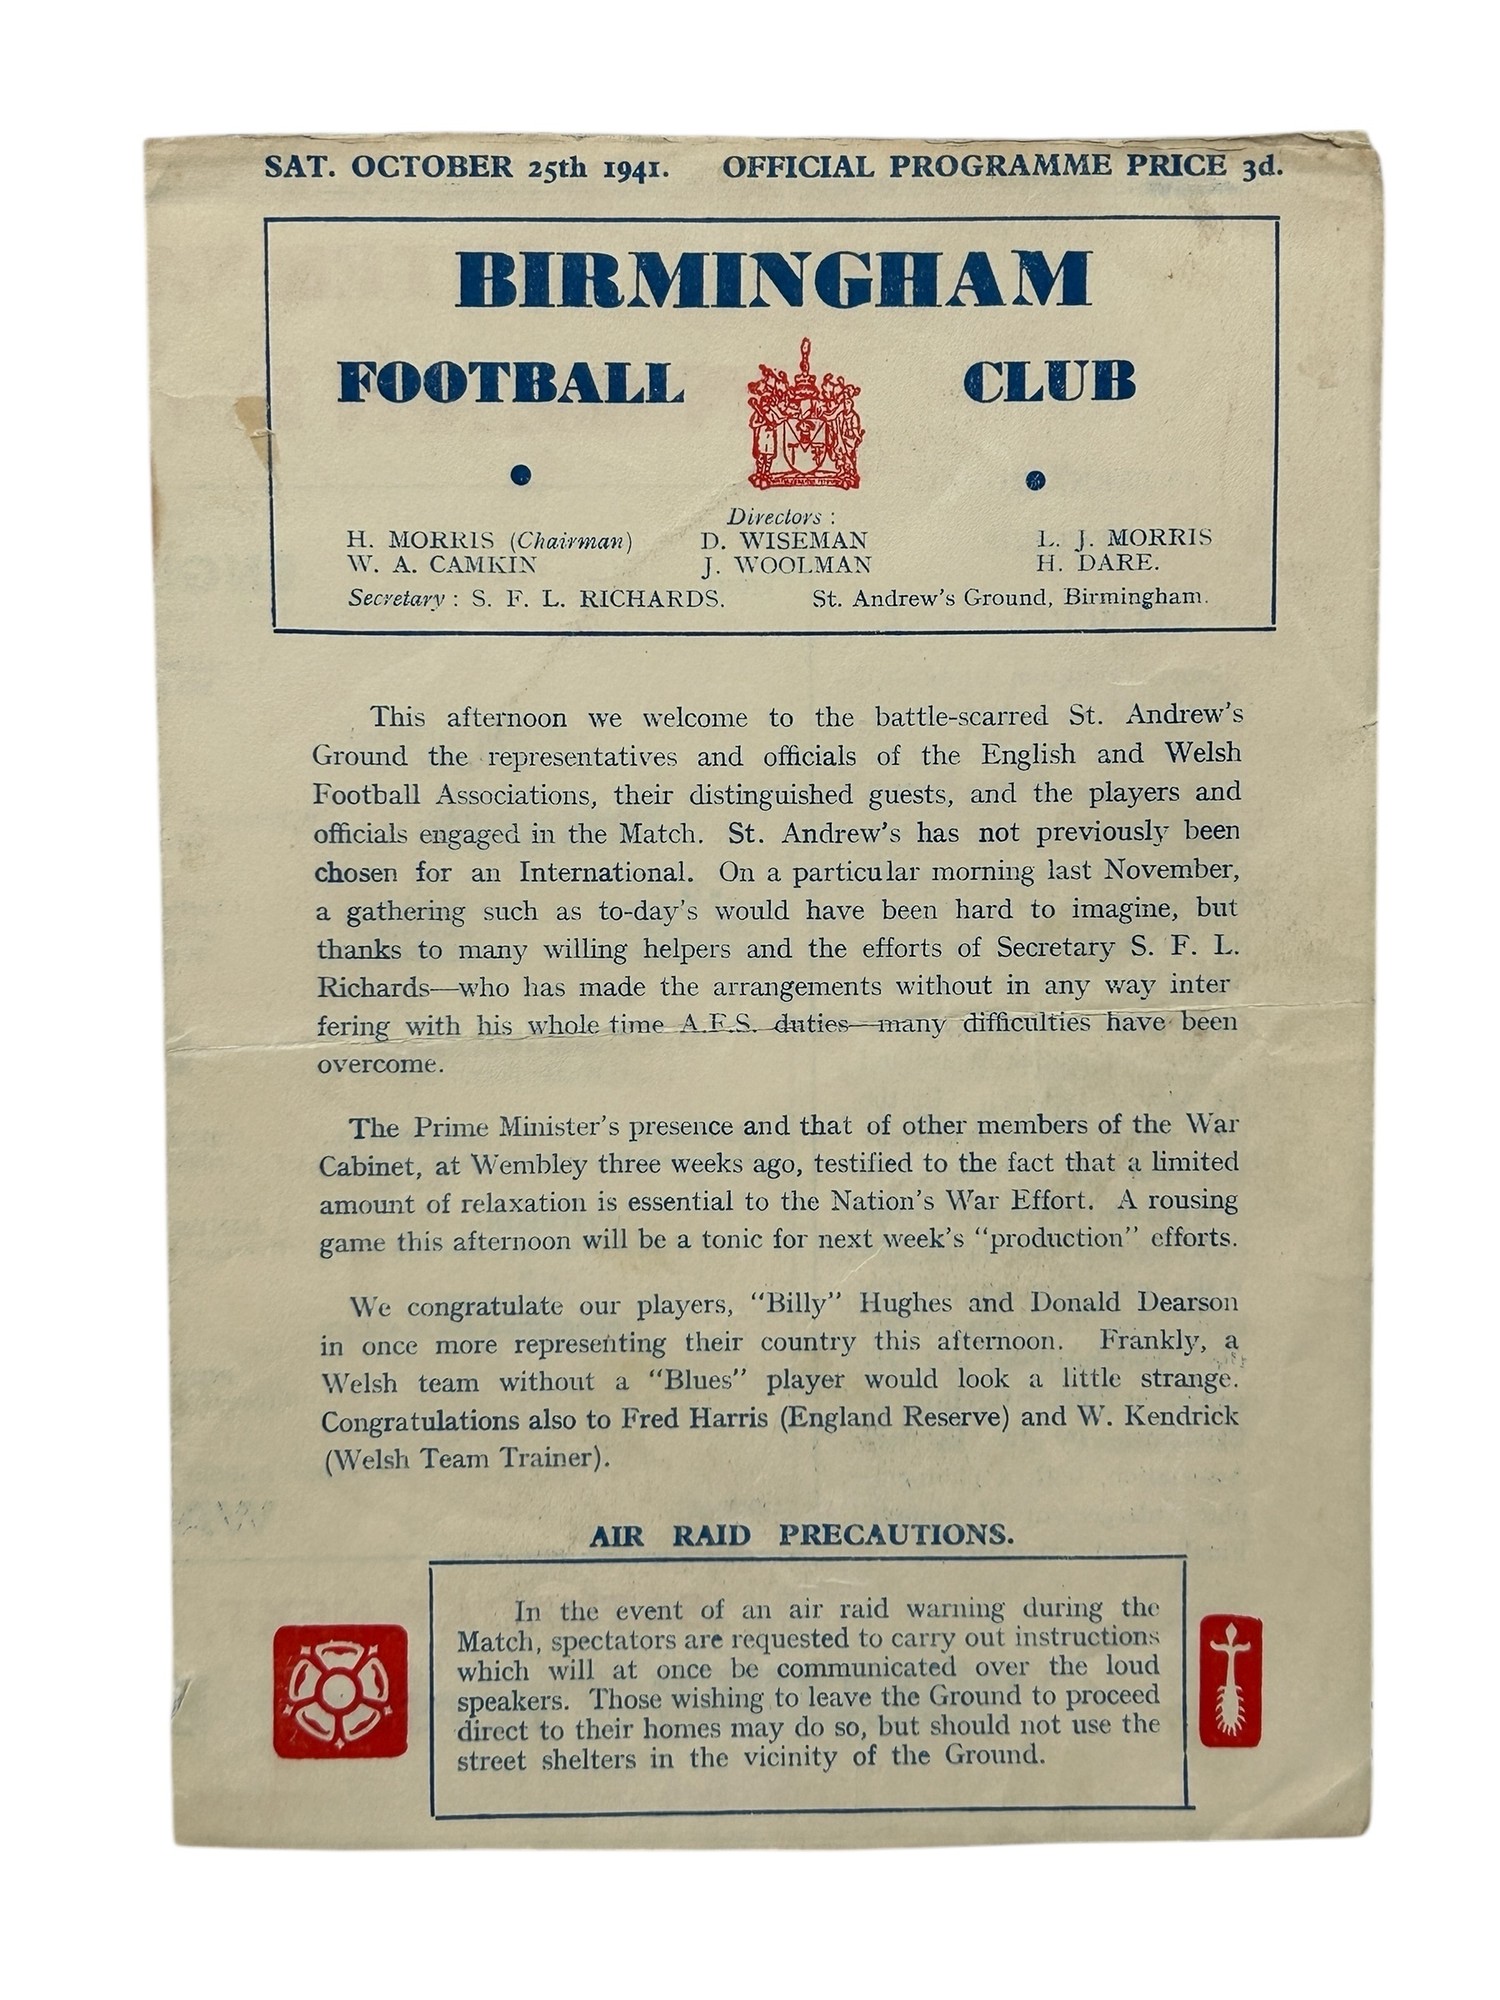 SAT. OCTOBER 25th 1941. OFFICIAL PROGRAMME PRICE 3d.
BIRMINGHAM
FOOTBALL CLUB
Directors :
H. MORRIS (Chairman) D. WISEMAN L. J. MORRIS
W. A. CAMKIN J. WOOLMAN H. DARE.
Secretary : S. F. L. RICHARDS. St. Andrew's Ground, Birmingham.
This afternoon we welcome to the battle-scarred St. Andrew's
Ground the representatives and officials of the English and Welsh
Football Associations, their distinguished guests, and the players and
officials engaged in the Match. St. Andrew's has not previously been
chosen for an International. On a particular morning last November,
a gathering such as to-day's would have been hard to imagine, but
thanks to many willing helpers and the efforts of Secretary S. F. L.
Richards—who has made the arrangements without in any way inter
fering with his whole time A.F.S. duties—many difficulties have been
overcome.
The Prime Minister's presence and that of other members of the War
Cabinet, at Wembley three weeks ago, testified to the fact that a limited
amount of relaxation is essential to the Nation's War Effort. A rousing
game this afternoon will be a tonic for next week's "production" efforts.
We congratulate our players, "Billy" Hughes and Donald Dearson
in once more representing their country this afternoon. Frankly, a
Welsh team without a "Blues" player would look a little strange.
Congratulations also to Fred Harris (England Reserve) and W. Kendrick
(Welsh Team Trainer).
AIR RAID PRECAUTIONS.
In the event of an air raid warning during the
Match, spectators are requested to carry out instructions
which will at once be communicated over the loud
speakers. Those wishing to leave the Ground to proceed
direct to their homes may do so, but should not use the
street shelters in the vicinity of the Ground.